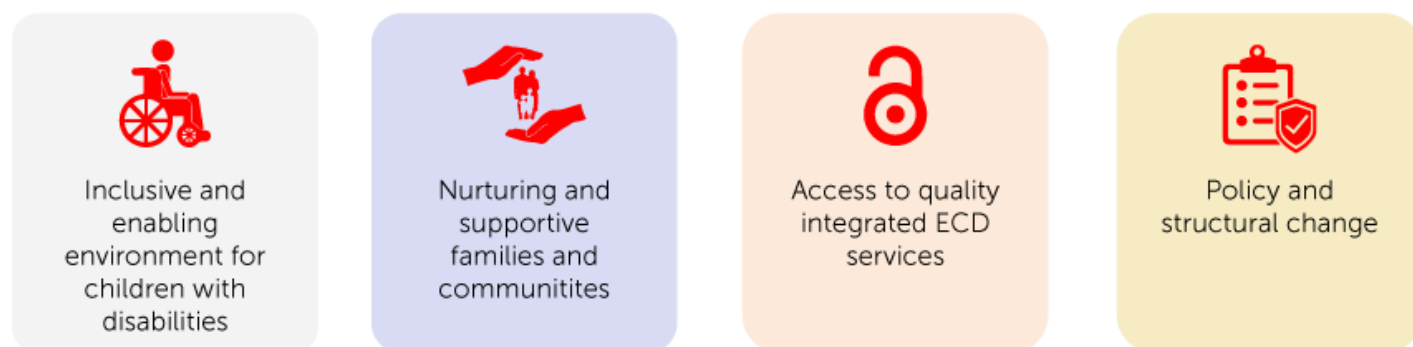 Inclusive and
enabling
environment for
children with
disabilities
Nurturing and
supportive
families and
communitites
Access to quality
integrated ECD
services
Policy and
structural change